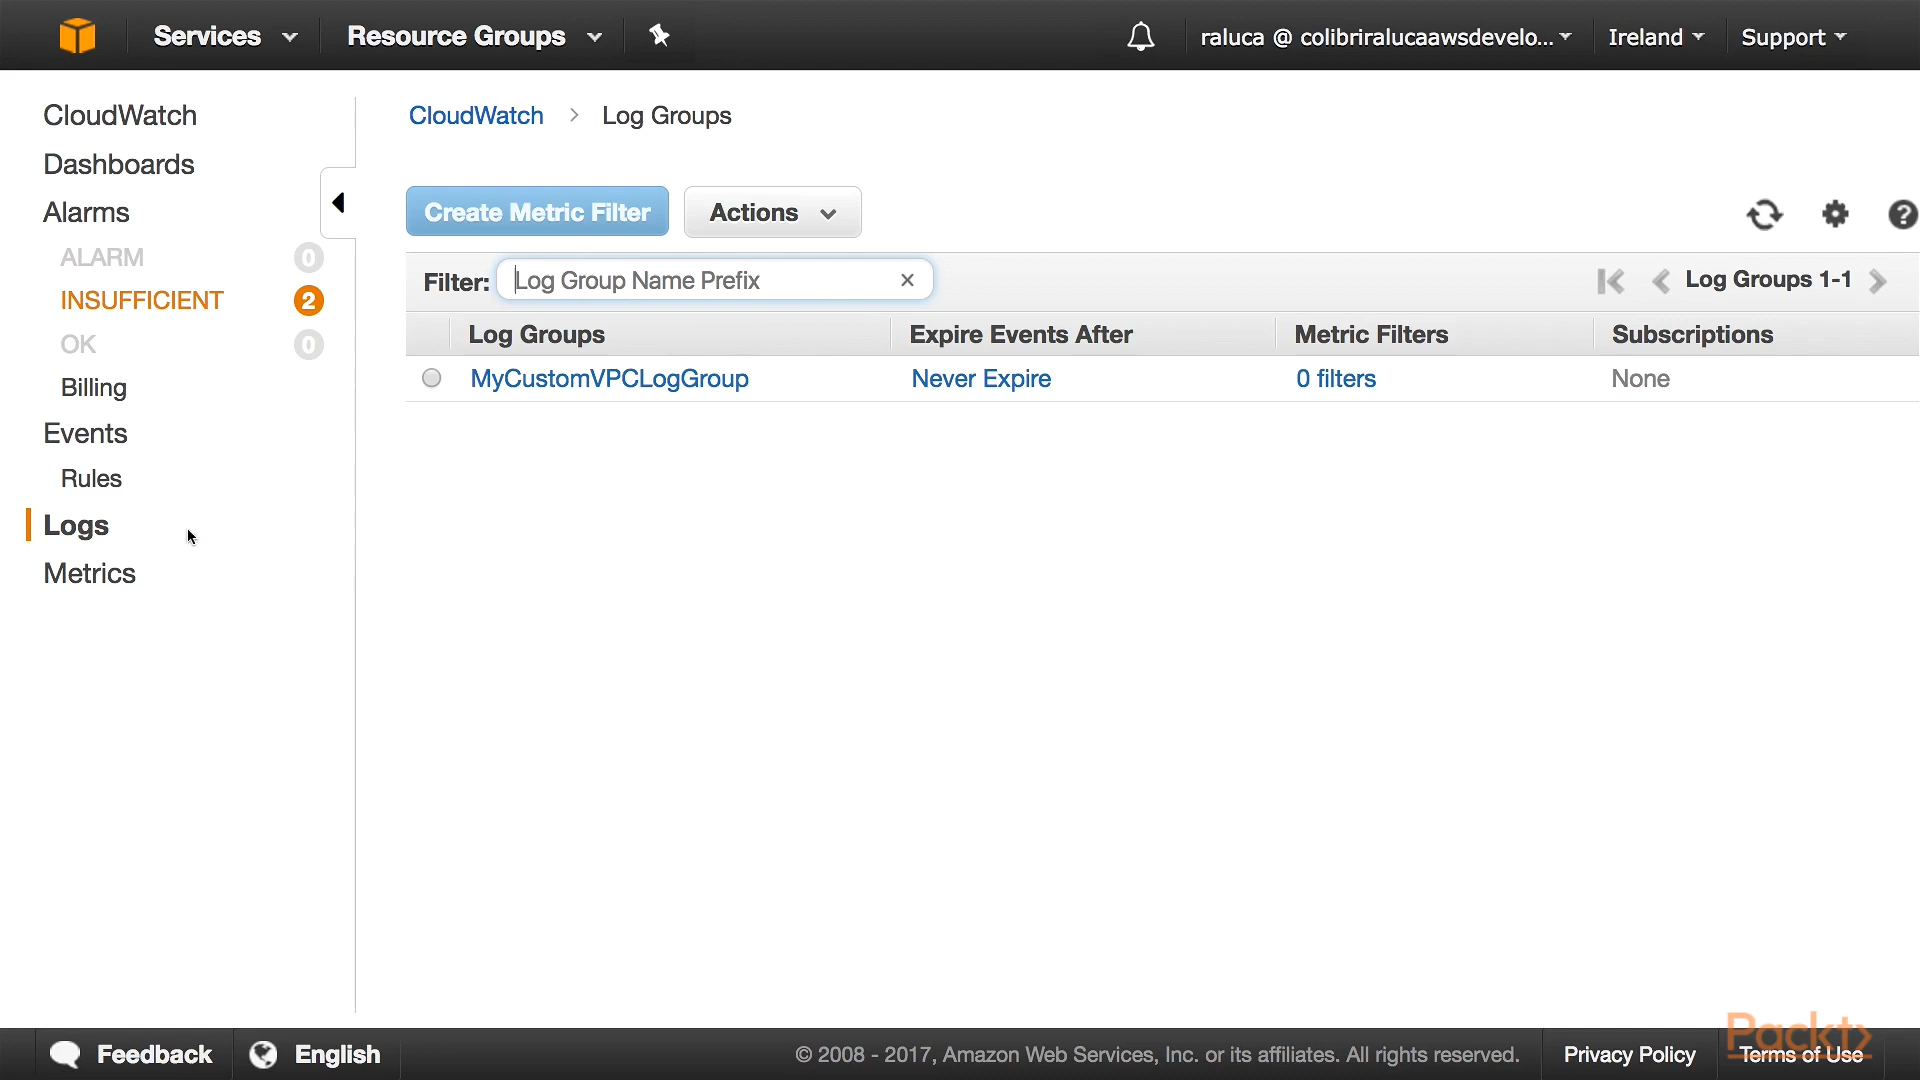 Services
Resource Groups
raluca @ colibriralucaawsdevelo...
Ireland
Support
CloudWatch
Dashboards
Alarms
ALARM 0
INSUFFICIENT 2
OK 0
Billing
Events
Rules
Logs
Metrics
CloudWatch > Log Groups
Create Metric Filter
Actions
Filter: Log Group Name Prefix ×
Log Groups 1-1
Log Groups Expire Events After Metric Filters Subscriptions
MyCustomVPCLogGroup Never Expire 0 filters None
Feedback
English
© 2008 - 2017, Amazon Web Services, Inc. or its affiliates. All rights reserved.
Privacy Policy
Terms of Use
Packt>